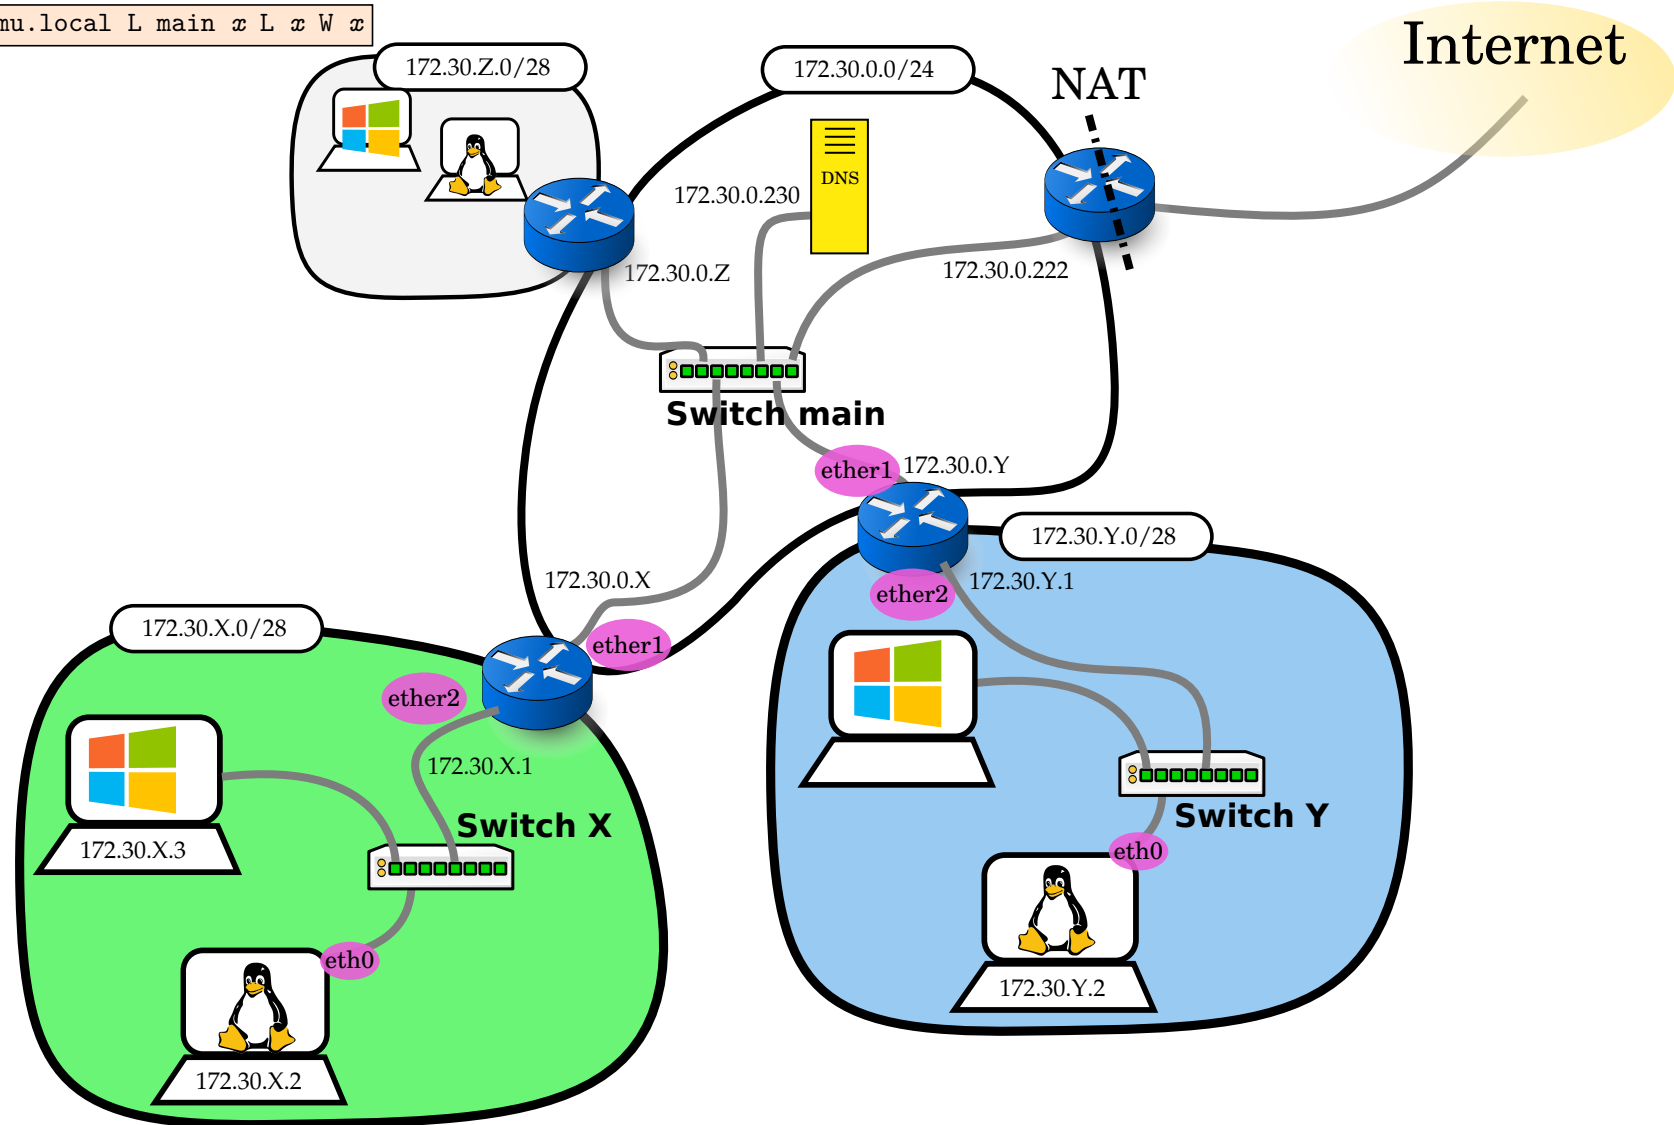 mu.local L main x L x W x
172.30.Z.0/28
172.30.0.0/24
NAT
Internet
DNS
172.30.0.230
172.30.0.Z
172.30.0.222
Switch main
ether1
172.30.0.Y
172.30.Y.0/28
172.30.0.X
ether2
172.30.Y.1
172.30.X.0/28
ether1
ether2
172.30.X.1
Switch X
172.30.X.3
Switch Y
eth0
eth0
172.30.Y.2
172.30.X.2